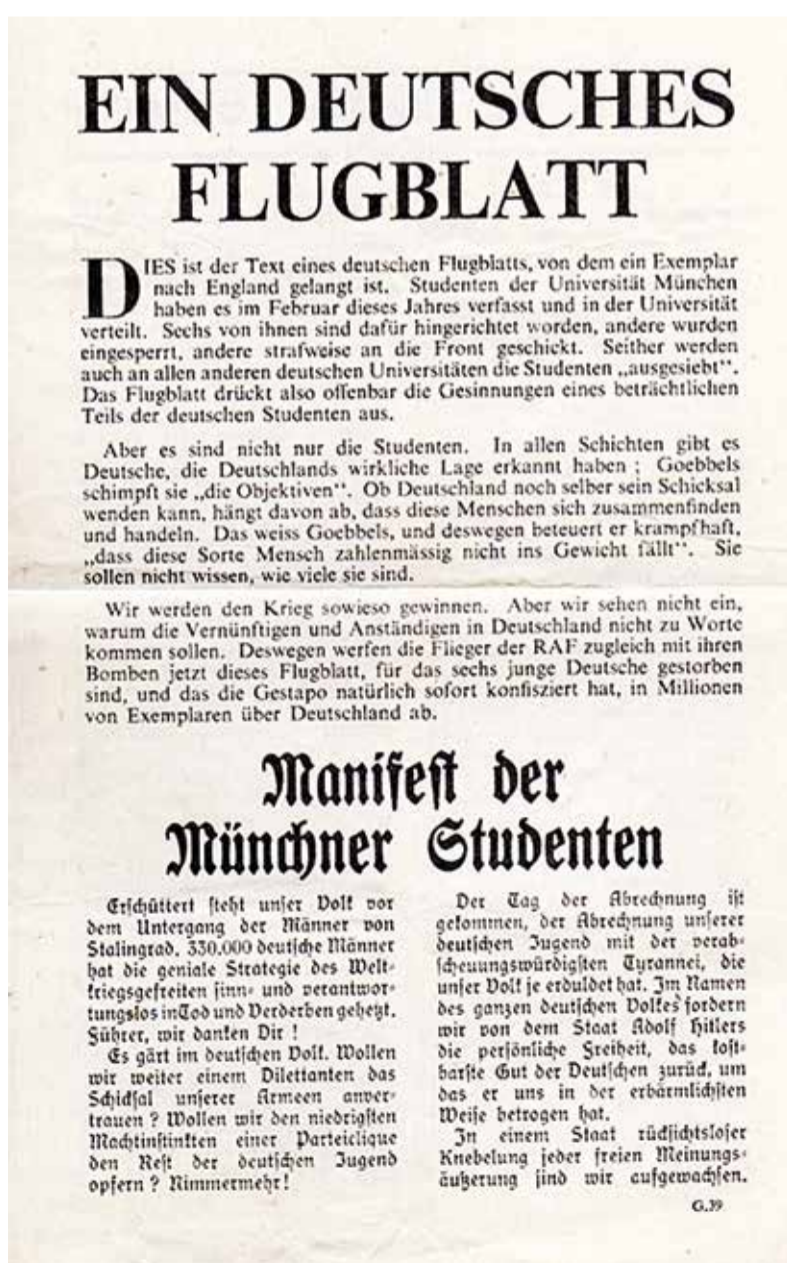 EIN DEUTSCHES
FLUGBLATT
DIES ist der Text eines deutschen Flugblatts, von dem ein Exemplar
nach England gelangt ist. Studenten der Universität München
haben es im Februar dieses Jahres verfasst und in der Universität
verteilt. Sechs von ihnen sind dafür hingerichtet worden, andere wurden
eingesperrt, andere strafweise an die Front geschickt. Seither werden
auch an allen anderen deutschen Universitäten die Studenten „ausgesiebt“.
Das Flugblatt drückt also offenbar die Gesinnungen eines beträchtlichen
Teils der deutschen Studenten aus.
Aber es sind nicht nur die Studenten. In allen Schichten gibt es
Deutsche, die Deutschlands wirkliche Lage erkannt haben ; Goebbels
schimpft sie „die Objektiven“. Ob Deutschland noch selber sein Schicksal
wenden kann, hängt davon ab, dass diese Menschen sich zusammenfinden
und handeln. Das weiss Goebbels, und deswegen beteuert er krampfhaft,
„dass diese Sorte Mensch zahlenmässig nicht ins Gewicht fällt“. Sie
sollen nicht wissen, wie viele sie sind.
Wir werden den Krieg sowieso gewinnen. Aber wir sehen nicht ein,
warum die Vernünftigen und Anständigen in Deutschland nicht zu Worte
kommen sollen. Deswegen werfen die Flieger der RAF zugleich mit ihren
Bomben jetzt dieses Flugblatt, für das sechs junge Deutsche gestorben
sind, und das die Gestapo natürlich sofort konfisziert hat, in Millionen
von Exemplaren über Deutschland ab.
Manifest der
Münchner Studenten
Erschüttert steht unser Volk vor
dem Untergang der Männer von
Stalingrad. 330.000 deutsche Männer
hat die geniale Strategie des Welt-
kriegsgefreiten sinn- und verantwor-
tungslos in Tod und Verderben gehetzt.
Führer, wir danken Dir !
Es gärt im deutschen Volk. Wollen
wir weiter einem Dilettanten das
Schicksal unserer Armeen anver-
trauen ? Wollen wir den niedrigsten
Machtinstinkten einer Parteiclique
den Rest der deutschen Jugend
opfern ? Nimmermehr !
Der Tag der Abrechnung ist
gekommen, der Abrechnung unserer
deutschen Jugend mit der verab-
scheuungswürdigsten Tyrannei, die
unser Volk je erduldet hat. Im Namen
des ganzen deutschen Volkes fordern
wir von dem Staat Adolf Hitlers
die persönliche Freiheit, das kost-
barste Gut der Deutschen zurück, um
das er uns in der erbärmlichsten
Weise betrogen hat.
In einem Staat rücksichtsloser
Knebelung jeder freien Meinungs-
äußerung sind wir aufgewachsen.
G.39